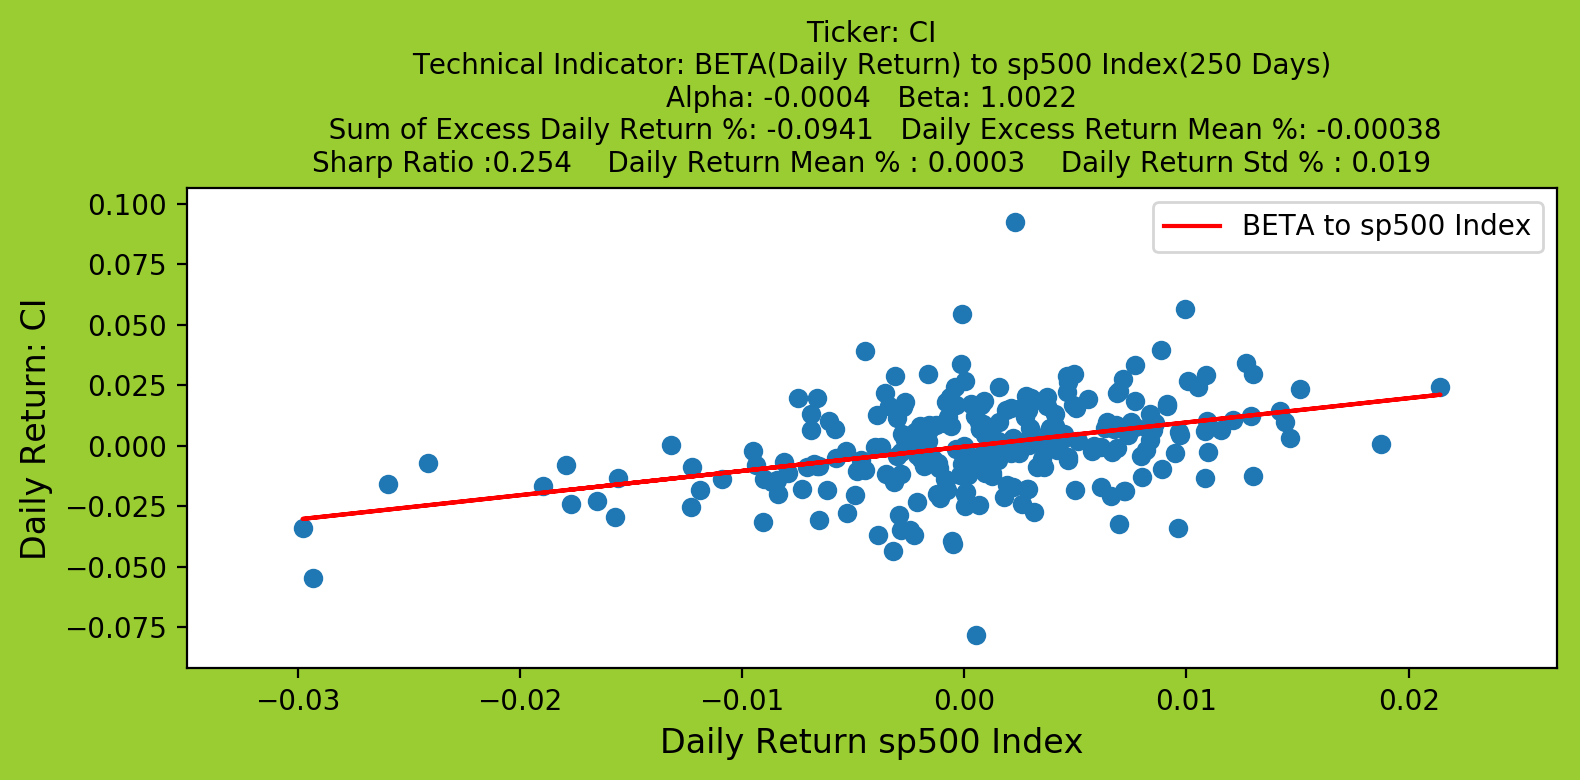 Ticker: CI
Technical Indicator: BETA(Daily Return) to sp500 Index(250 Days)
Alpha: -0.0004   Beta: 1.0022
Sum of Excess Daily Return %: -0.0941   Daily Excess Return Mean %: -0.00038
Sharp Ratio :0.254    Daily Return Mean % : 0.0003    Daily Return Std % : 0.019
BETA to sp500 Index
Daily Return: CI
0.100
0.075
0.050
0.025
0.000
−0.025
−0.050
−0.075
−0.03
−0.02
−0.01
0.00
0.01
0.02
Daily Return sp500 Index